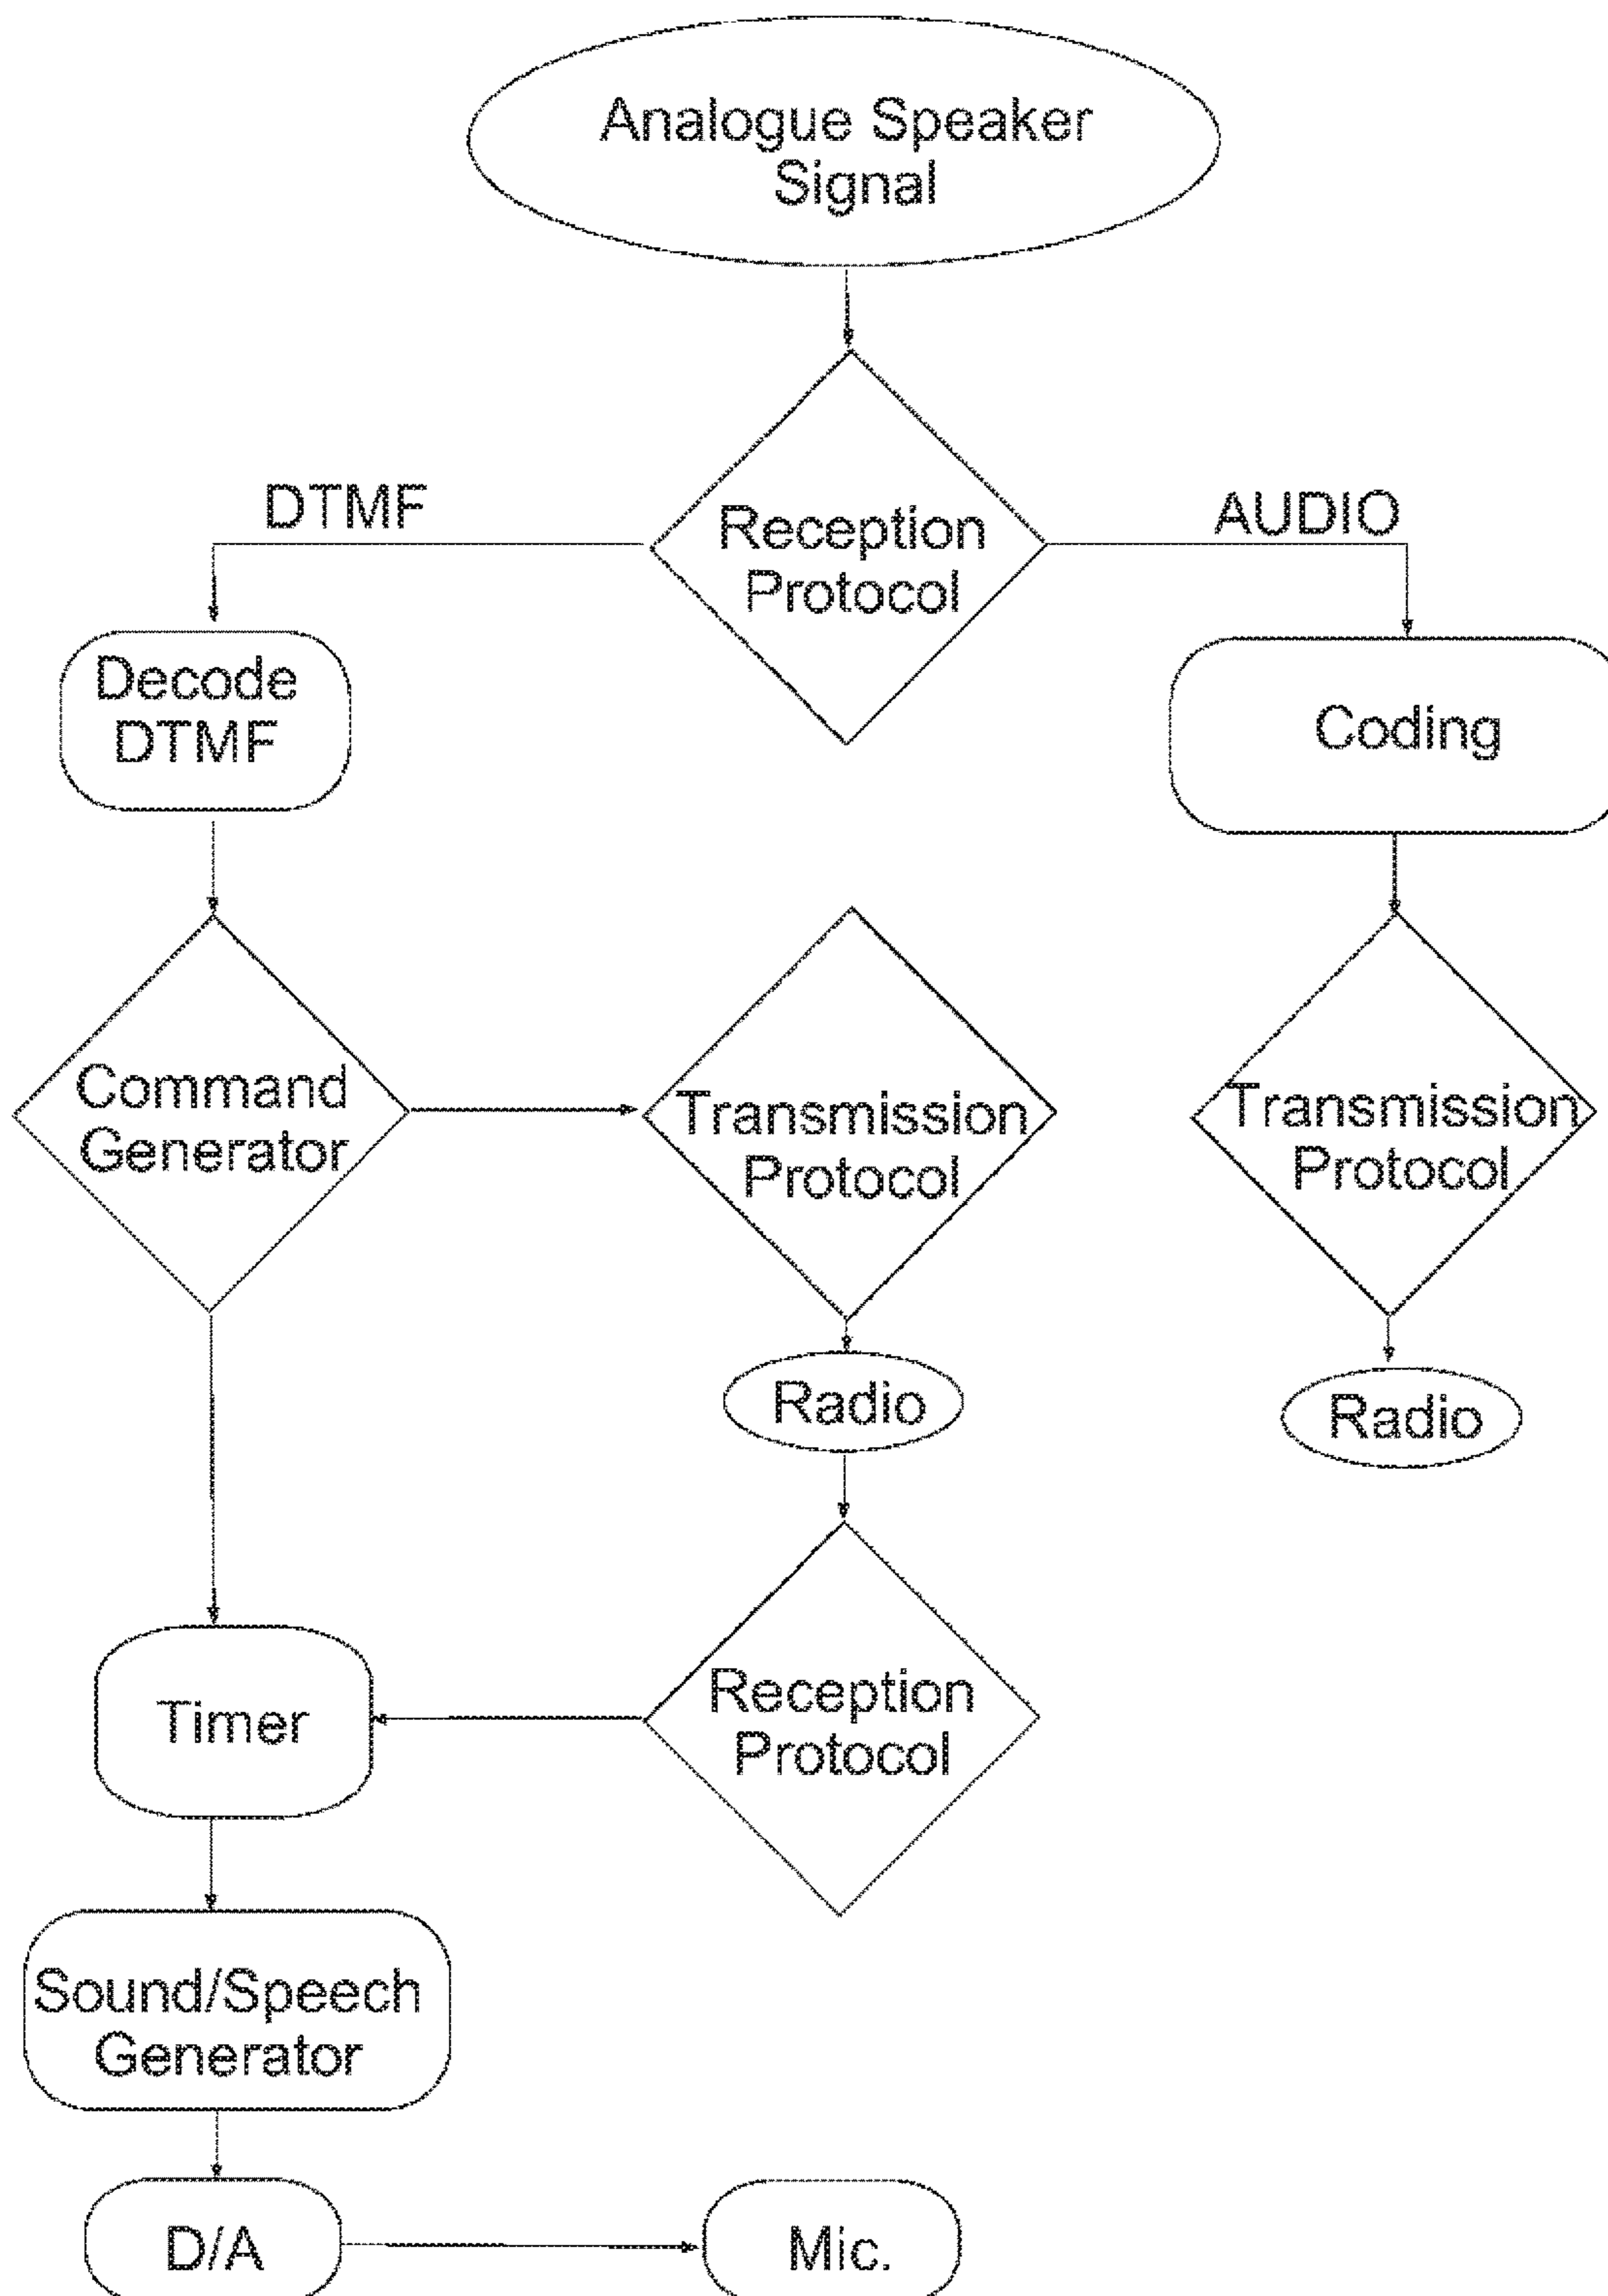 Analogue Speaker
Signal
DTMF
AUDIO
Reception
Protocol
Decode
DTMF
Coding
Command
Generator
Transmission
Protocol
Transmission
Protocol
Radio
Radio
Reception
Protocol
Timer
Sound/Speech
Generator
D/A
Mic.